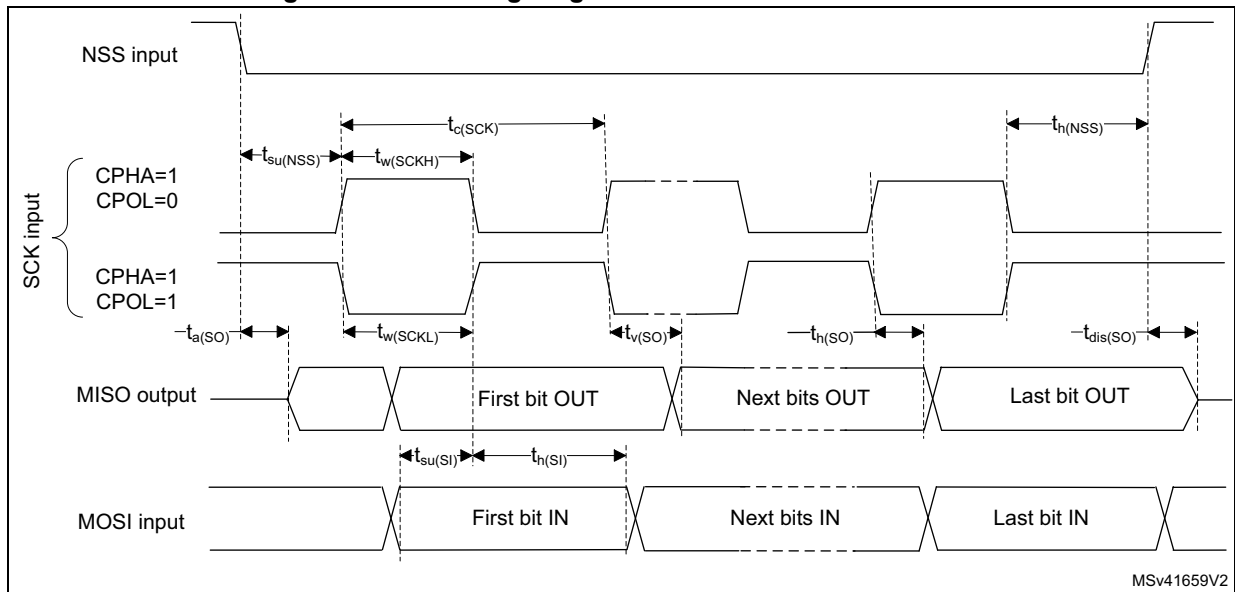 NSS input
tc(SCK)
th(NSS)
tsu(NSS)
tw(SCKH)
CPHA=1
CPOL=0
SCK input
CPHA=1
CPOL=1
ta(SO)
tw(SCKL)
tv(SO)
th(SO)
tdis(SO)
MISO output
First bit OUT
Next bits OUT
Last bit OUT
tsu(SI)
th(SI)
MOSI input
First bit IN
Next bits IN
Last bit IN
MSv41659V2